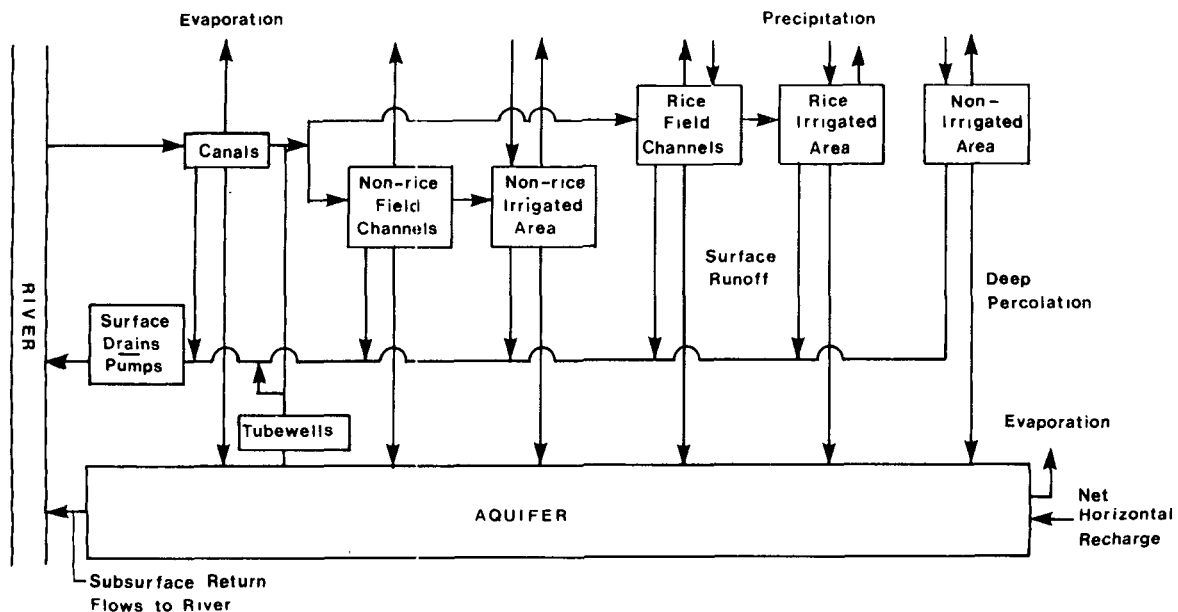 Evaporation
Precipitation
Canals
Non-rice
Field
Channels
Non-rice
Irrigated
Area
Rice
Field
Channels
Rice
Irrigated
Area
Non-
Irrigated
Area
Surface
Runoff
Deep
Percolation
RIVER
Surface
Drains
Pumps
Tubewells
Evaporation
AQUIFER
Net
Horizontal
Recharge
Subsurface Return
Flows to River